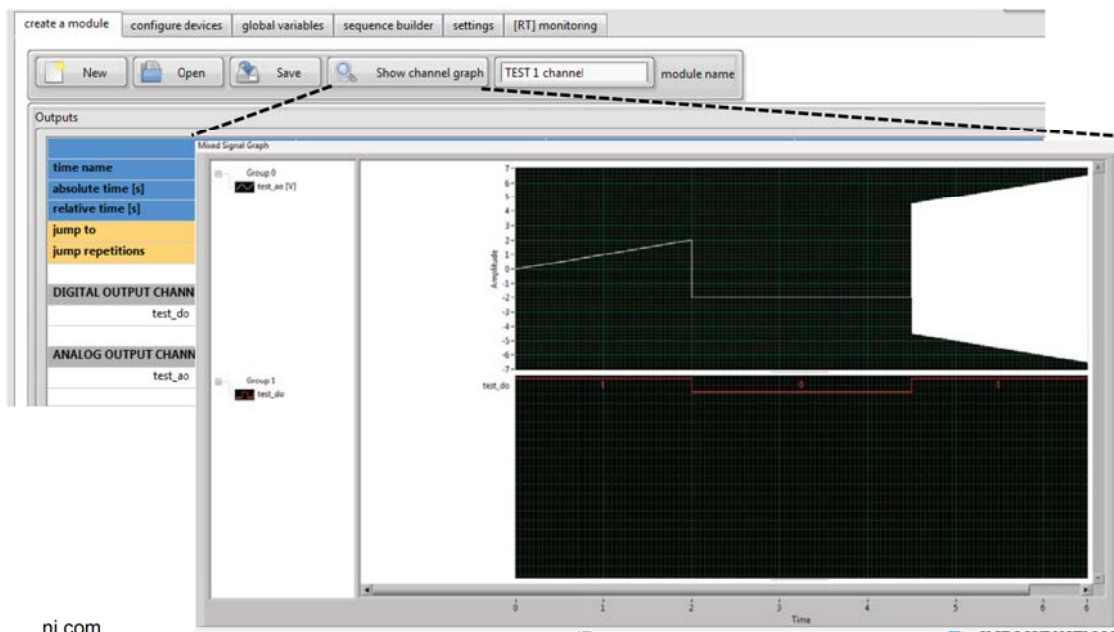 create a module configure devices global variables sequence builder settings [RT] monitoring
New Open Save Show channel graph TEST 1 channel module name
Outputs
Mixed Signal Graph
time name
absolute time [s]
relative time [s]
jump to
jump repetitions
DIGITAL OUTPUT CHANN
test_do
ANALOG OUTPUT CHANN
test_ao
Group 0
test_ao [V]
Group 1
test_do
7
6
5
4
3
2
1
0
-1
-2
-3
-4
-5
-6
-7
Amplitude
test_do
1 0 1
0 1 2 3 4 5 6 6
Time
ni.com